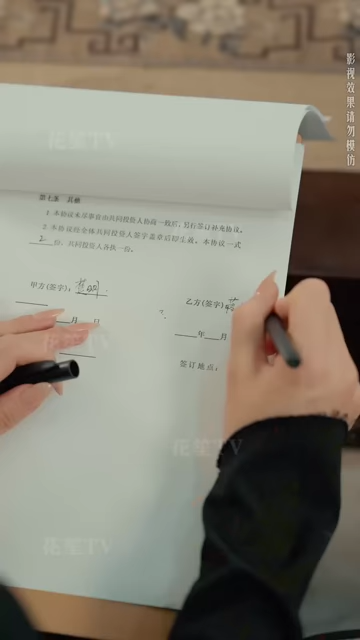 影视效果请勿模仿
花笙TV
第七条 其他
1. 本协议未尽事宜由共同投资人协商一致后，另行签订补充协议。
2. 本协议经全体共同投资人签字盖章后即生效。本协议一式
2 份，共同投资人各执一份。
甲方(签字)：
乙方(签字)
月 日
年 月
签订地点：
花笙TV
花笙TV
花笙TV